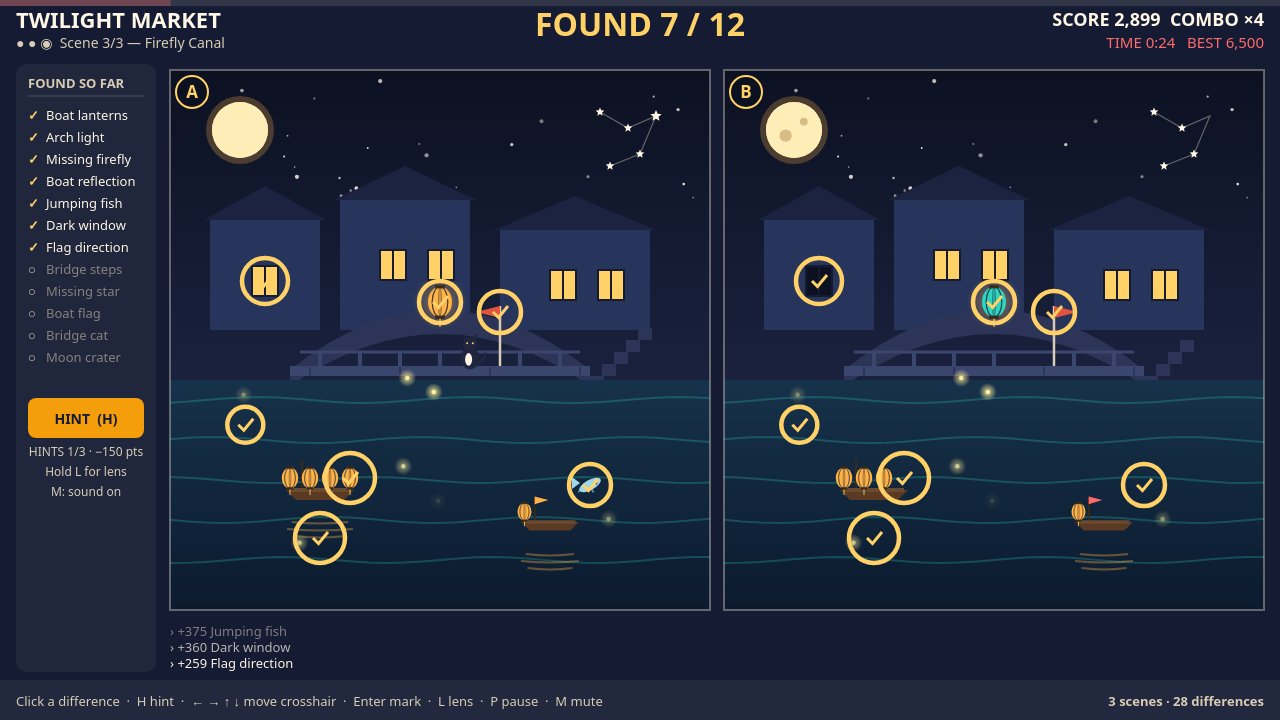 TWILIGHT MARKET
● ● ◉ Scene 3/3 — Firefly Canal
FOUND 7 / 12
SCORE 2,899 COMBO ×4
TIME 0:24 BEST 6,500
FOUND SO FAR
✓ Boat lanterns
✓ Arch light
✓ Missing firefly
✓ Boat reflection
✓ Jumping fish
✓ Dark window
✓ Flag direction
○ Bridge steps
○ Missing star
○ Boat flag
○ Bridge cat
○ Moon crater
HINT (H)
HINTS 1/3 · −150 pts
Hold L for lens
M: sound on
A
B
› +375 Jumping fish
› +360 Dark window
› +259 Flag direction
Click a difference · H hint · ← → ↑ ↓ move crosshair · Enter mark · L lens · P pause · M mute
3 scenes · 28 differences